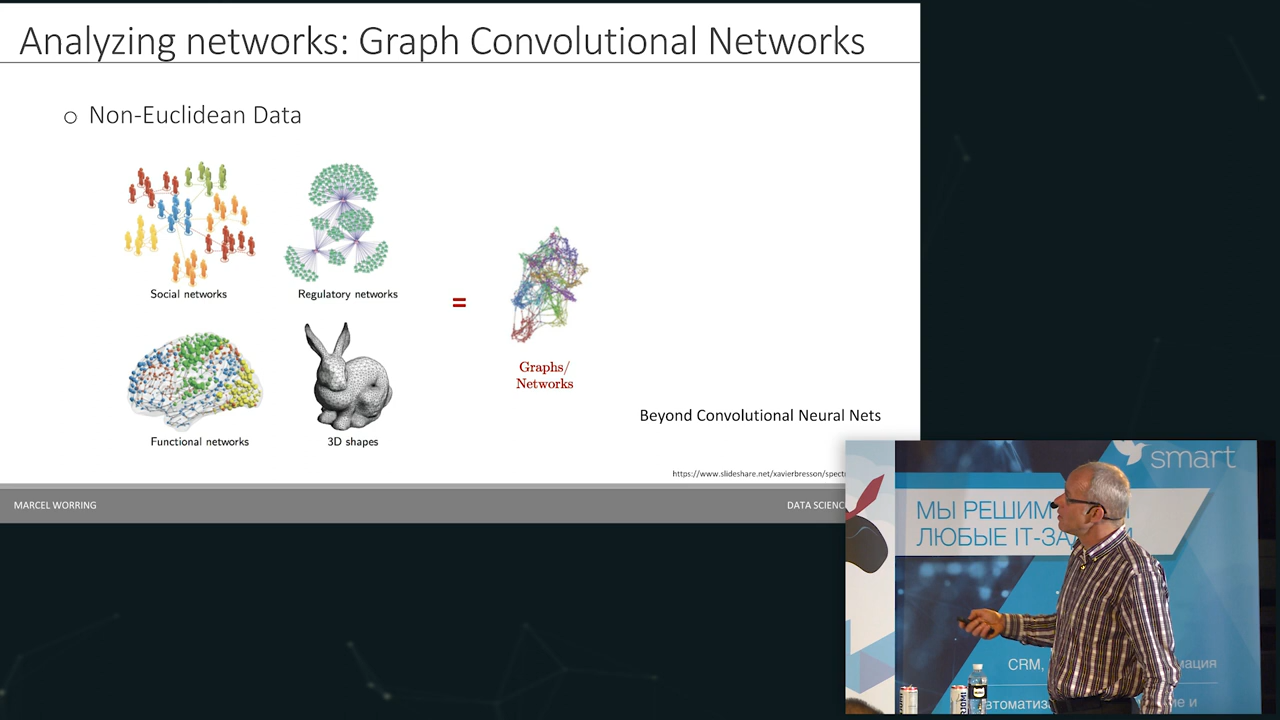 Analyzing networks: Graph Convolutional Networks
Non-Euclidean Data
Social networks
Regulatory networks
=
Graphs/
Networks
Functional networks
3D shapes
Beyond Convolutional Neural Nets
https://www.slideshare.net/xavierbresson/spect
MARCEL WORRING
DATA SCIENC
smart
МЫ РЕШИМ
ЛЮБЫЕ IT-ЗА
CRM,